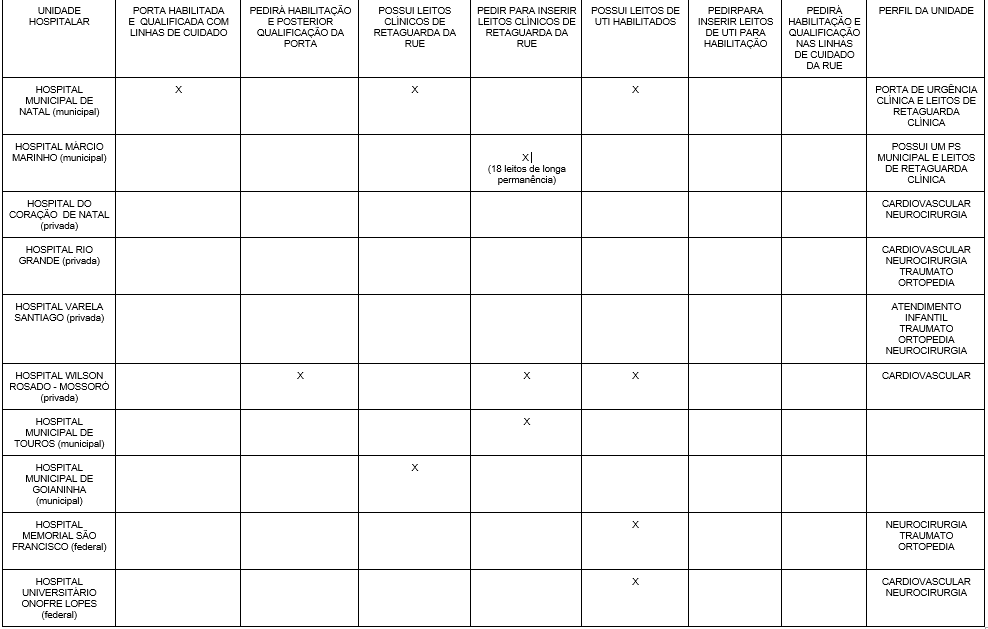 UNIDADE
HOSPITALAR
PORTA HABILITADA
E QUALIFICADA COM
LINHAS DE CUIDADO
PEDIRÀ HABILITAÇÃO
E POSTERIOR
QUALIFICAÇÃO DA
PORTA
POSSUI LEITOS
CLÍNICOS DE
RETAGUARDA DA
RUE
PEDIR PARA INSERIR
LEITOS CLÍNICOS DE
RETAGUARDA DA
RUE
POSSUI LEITOS DE
UTI HABILITADOS
PEDIRPARA
INSERIR LEITOS
DE UTI PARA
HABILITAÇÃO
PEDIRÀ
HABILITAÇÃO E
QUALIFICAÇÃO
NAS LINHAS
DE CUIDADO
DA RUE
PERFIL DA UNIDADE
HOSPITAL
MUNICIPAL DE
NATAL (municipal)
X
X
X
PORTA DE URGÊNCIA
CLÍNICA E LEITOS DE
RETAGUARDA
CLÍNICA
HOSPITAL MÀRCIO
MARINHO (municipal)
X
(18 leitos de longa
permanência)
POSSUI UM PS
MUNICIPAL E LEITOS
DE RETAGUARDA
CLÍNICA
HOSPITAL DO
CORAÇÃO DE NATAL
(privada)
CARDIOVASCULAR
NEUROCIRURGIA
HOSPITAL RIO
GRANDE (privada)
CARDIOVASCULAR
NEUROCIRURGIA
TRAUMATO
ORTOPEDIA
HOSPITAL VARELA
SANTIAGO (privada)
ATENDIMENTO
INFANTIL
TRAUMATO
ORTOPEDIA
NEUROCIRURGIA
HOSPITAL WILSON
ROSADO - MOSSORÓ
(privada)
X
X
X
CARDIOVASCULAR
HOSPITAL
MUNICIPAL DE
TOUROS (municipal)
X
HOSPITAL
MUNICIPAL DE
GOIANINHA
(municipal)
X
HOSPITAL
MEMORIAL SÃO
FRANCISCO (federal)
X
NEUROCIRURGIA
TRAUMATO
ORTOPEDIA
HOSPITAL
UNIVERSITÀRIO
ONOFRE LOPES
(federal)
X
CARDIOVASCULAR
NEUROCIRURGIA